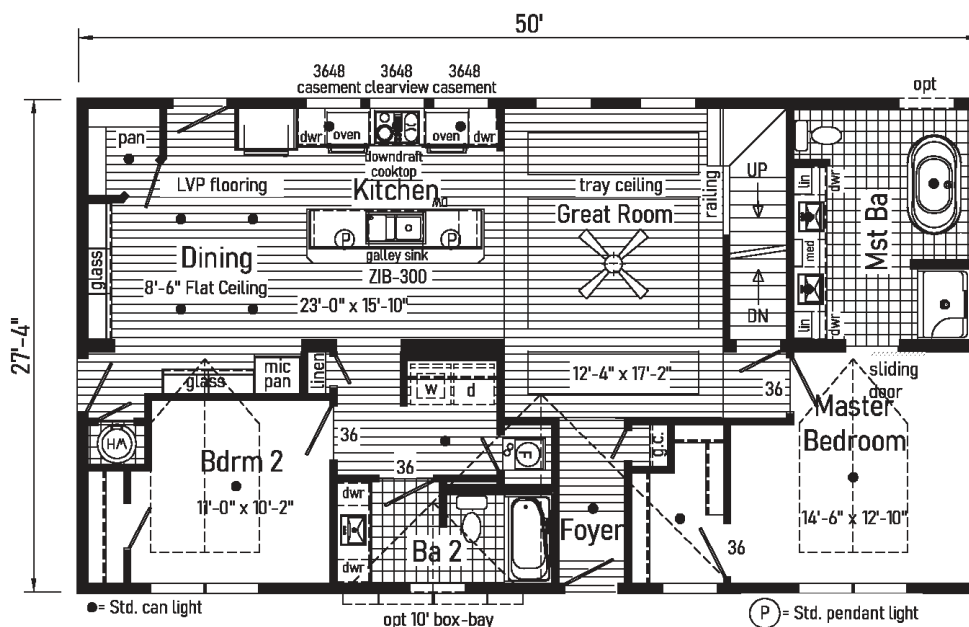 50'
3648 3648 3648
casement clearview casement
opt
27'-4"
pan
dwr oven oven dwr
downdraft
cooktop
LVP flooring
Kitchen
tray ceiling
railing
UP
lin dwr
Great Room
P P
galley sink
ZIB-300
glass
Dining
8'-6" Flat Ceiling
23'-0" x 15'-10"
med
Mst Ba
DN
lin dwr
glass
mic
pan
linen
w d
12'-4" x 17'-2"
36
sliding
door
Master
Bedroom
WH
Bdrm 2
11'-0" x 10'-2"
36
36
F
g.c.
14'-6" x 12'-10"
dwr
Ba 2
dwr
Foyer
36
●= Std. can light
opt 10' box-bay
P = Std. pendant light